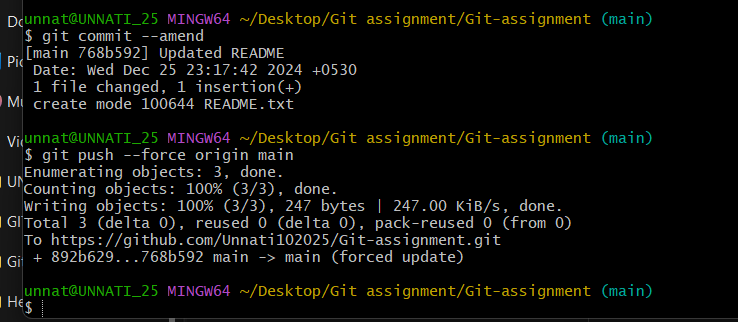 Do
Pic
Mu
Vic
UN
GI
Git
He
unnat@UNNATI_25 MINGW64 ~/Desktop/Git assignment/Git-assignment (main)
$ git commit --amend
[main 768b592] Updated README
 Date: Wed Dec 25 23:17:42 2024 +0530
 1 file changed, 1 insertion(+)
 create mode 100644 README.txt
unnat@UNNATI_25 MINGW64 ~/Desktop/Git assignment/Git-assignment (main)
$ git push --force origin main
Enumerating objects: 3, done.
Counting objects: 100% (3/3), done.
Writing objects: 100% (3/3), 247 bytes | 247.00 KiB/s, done.
Total 3 (delta 0), reused 0 (delta 0), pack-reused 0 (from 0)
To https://github.com/Unnati102025/Git-assignment.git
 + 892b629...768b592 main -> main (forced update)
unnat@UNNATI_25 MINGW64 ~/Desktop/Git assignment/Git-assignment (main)
$